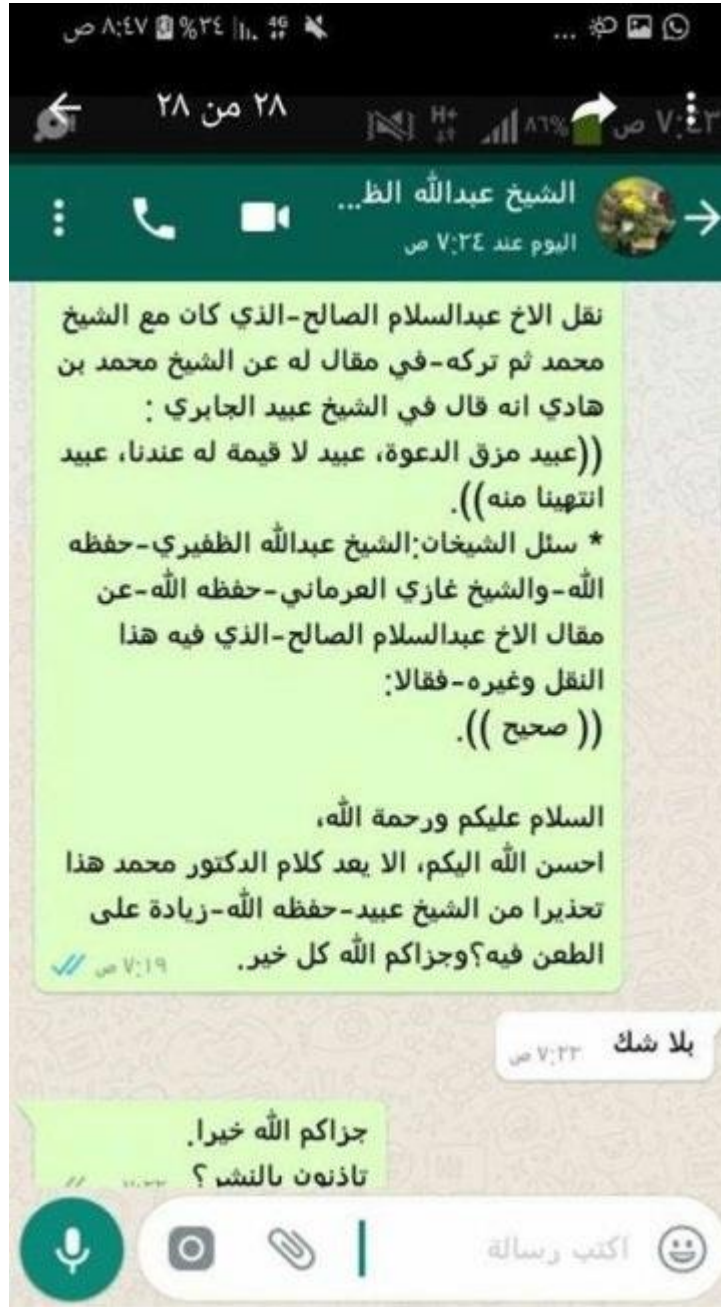 ٨:٤٧ ص ٣٤% 4G ...
٢٨ من ٢٨
٧:٤٣ ص ٨٦% H+
الشيخ عبدالله الظ...
اليوم عند ٧:٣٤ ص
نقل الاخ عبدالسلام الصالح-الذي كان مع الشيخ
محمد ثم تركه-في مقال له عن الشيخ محمد بن
هادي انه قال في الشيخ عبيد الجابري :
((عبيد مزق الدعوة، عبيد لا قيمة له عندنا، عبيد
انتهينا منه)).
* سئل الشيخان:الشيخ عبدالله الظفيري-حفظه
الله-والشيخ غازي العرماني-حفظه الله-عن
مقال الاخ عبدالسلام الصالح-الذي فيه هذا
النقل وغيره-فقالا:
(( صحيح )).
السلام عليكم ورحمة الله،
احسن الله اليكم، الا يعد كلام الدكتور محمد هذا
تحذيرا من الشيخ عبيد-حفظه الله-زيادة على
الطعن فيه؟وجزاكم الله كل خير.
٧:١٩ ص
بلا شك
٧:٢٣ ص
جزاكم الله خيرا.
تاذنون بالنشر؟
اكتب رسالة